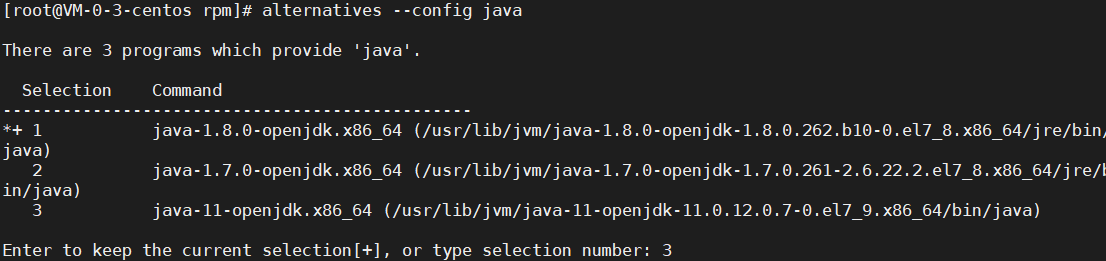 [root@VM-0-3-centos rpm]# alternatives --config java
There are 3 programs which provide 'java'.
  Selection    Command
-----------------------------------------------
*+ 1           java-1.8.0-openjdk.x86_64 (/usr/lib/jvm/java-1.8.0-openjdk-1.8.0.262.b10-0.el7_8.x86_64/jre/bin/
java)
   2           java-1.7.0-openjdk.x86_64 (/usr/lib/jvm/java-1.7.0-openjdk-1.7.0.261-2.6.22.2.el7_8.x86_64/jre/b
in/java)
   3           java-11-openjdk.x86_64 (/usr/lib/jvm/java-11-openjdk-11.0.12.0.7-0.el7_9.x86_64/bin/java)
Enter to keep the current selection[+], or type selection number: 3